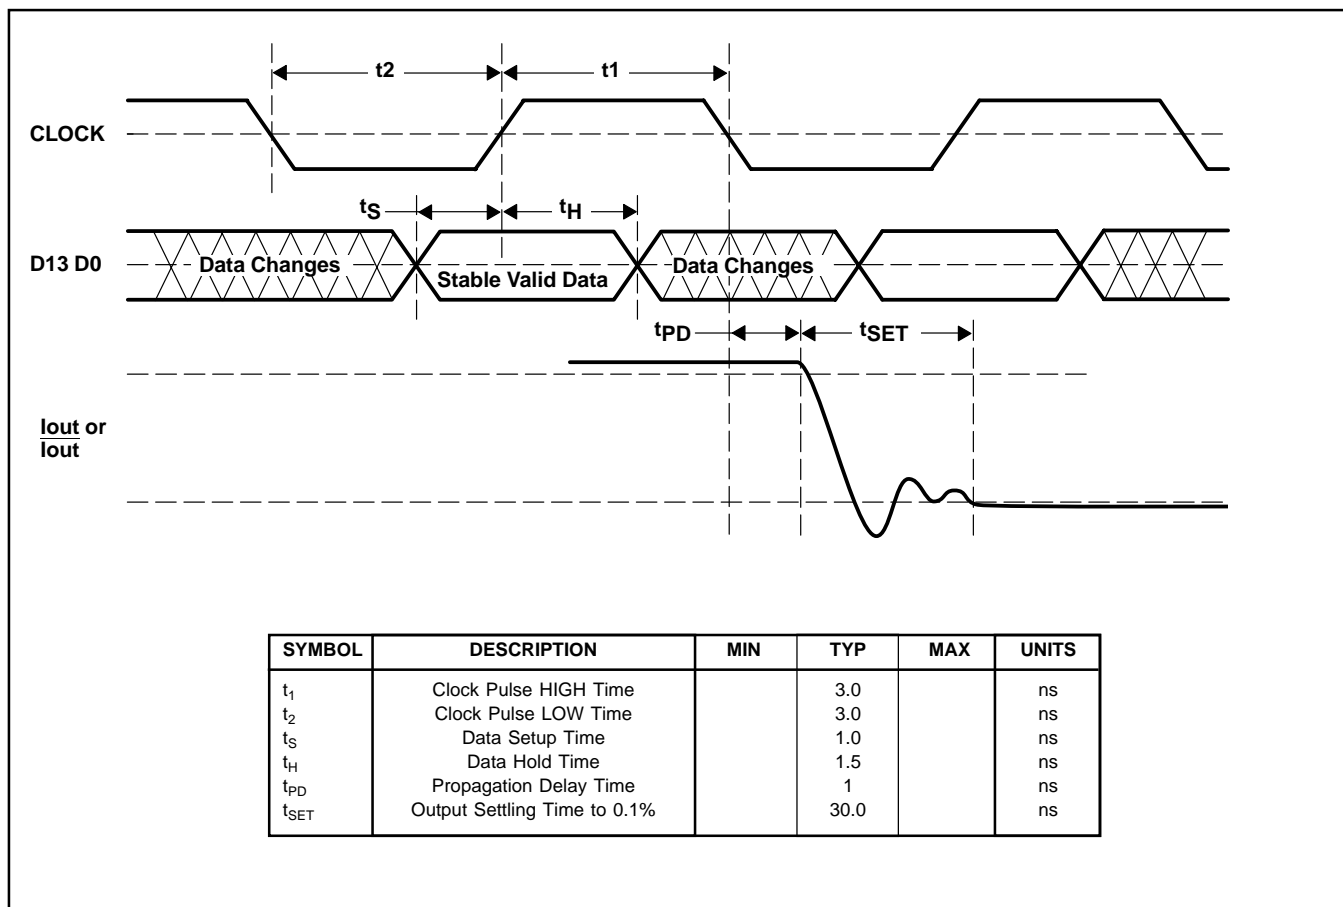 t2
t1
CLOCK
tS
tH
D13 D0
Data Changes
Stable Valid Data
Data Changes
tPD
tSET
Iout or
Iout
SYMBOL DESCRIPTION MIN TYP MAX UNITS
t1 Clock Pulse HIGH Time 3.0 ns
t2 Clock Pulse LOW Time 3.0 ns
tS Data Setup Time 1.0 ns
tH Data Hold Time 1.5 ns
tPD Propagation Delay Time 1 ns
tSET Output Settling Time to 0.1% 30.0 ns